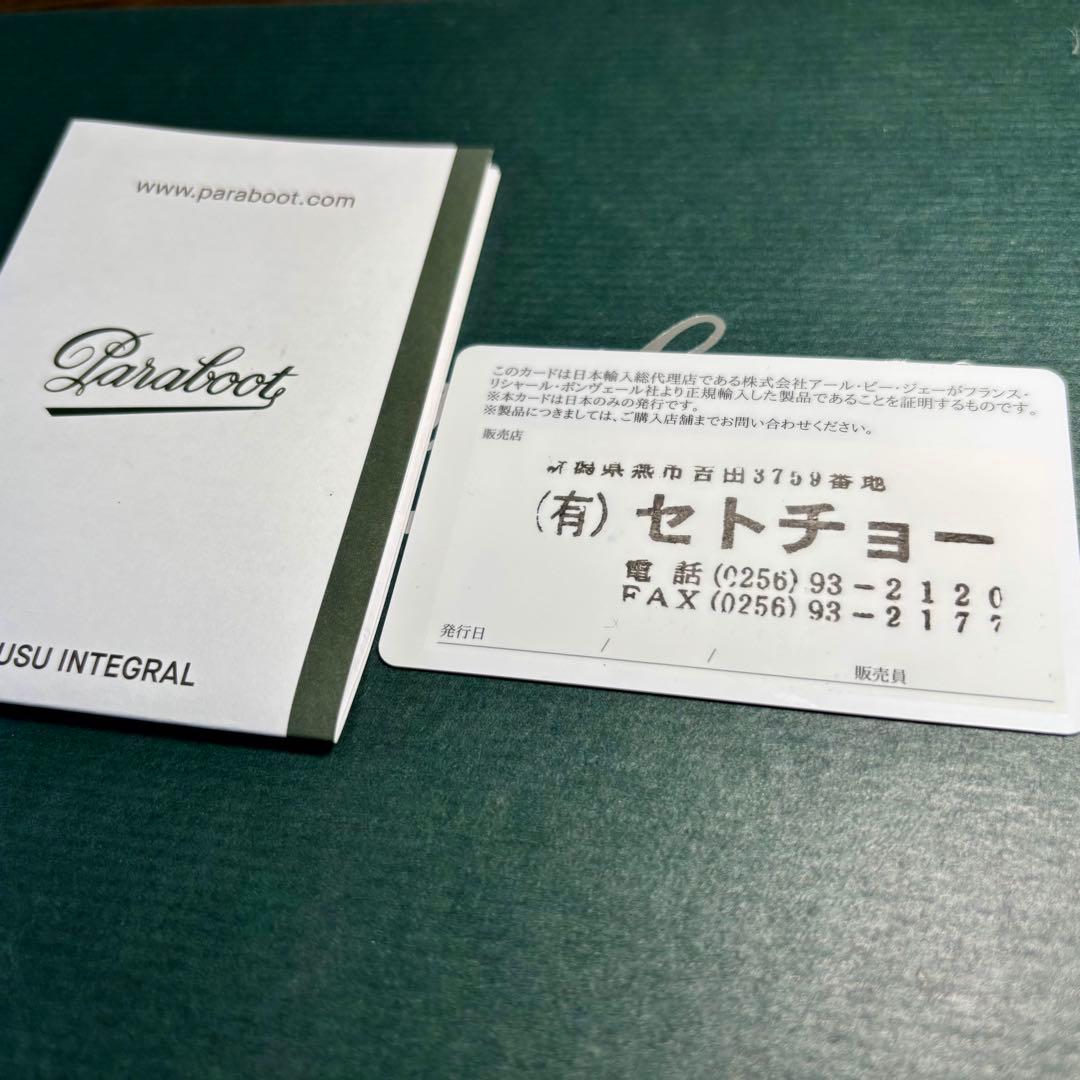 www.paraboot.com
Paraboot
USU INTEGRAL
このカードは日本輸入総代理店である株式会社アール・ピー・ジェーがフランス・
リシャール・ポンヴェール社より正規輸入した製品であることを証明するものです。
※本カードは日本のみの発行です。
※製品につきましては、ご購入店舗までお問い合わせください。
販売店
新潟県燕市吉田3759番地
(有) セトチョー
電話 (0256) 93-2120
FAX (0256) 93-2177
発行日 / /
販売員